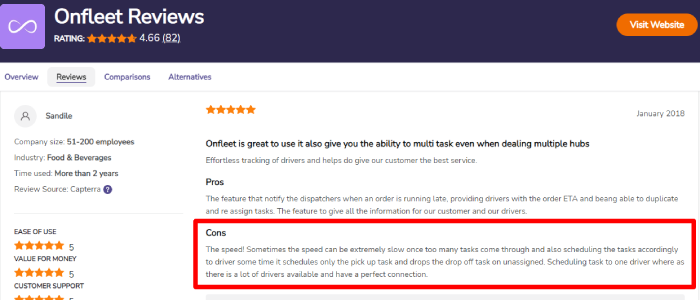 Onfleet Reviews
RATING: 4.66 (82)
Visit Website
Overview
Reviews
Comparisons
Alternatives
Sandile
Company size: 51-200 employees
Industry: Food & Beverages
Time used: More than 2 years
Review Source: Capterra ?
EASE OF USE
5
VALUE FOR MONEY
5
CUSTOMER SUPPORT
5
January 2018
Onfleet is great to use it also give you the ability to multi task even when dealing multiple hubs
Effortless tracking of drivers and helps do give our customer the best service.
Pros
The feature that notify the dispatchers when an order is running late, providing drivers with the order ETA and beang able to duplicate
and re assign tasks. The feature to give all the information for our customer and our drivers.
Cons
The speed! Sometimes the speed can be extremely slow once too many tasks come through and also scheduling the tasks accordingly
to driver some time it schedules only the pick up task and drops the drop off task on unassigned. Scheduling task to one driver where as
there is a lot of drivers available and have a perfect connection.